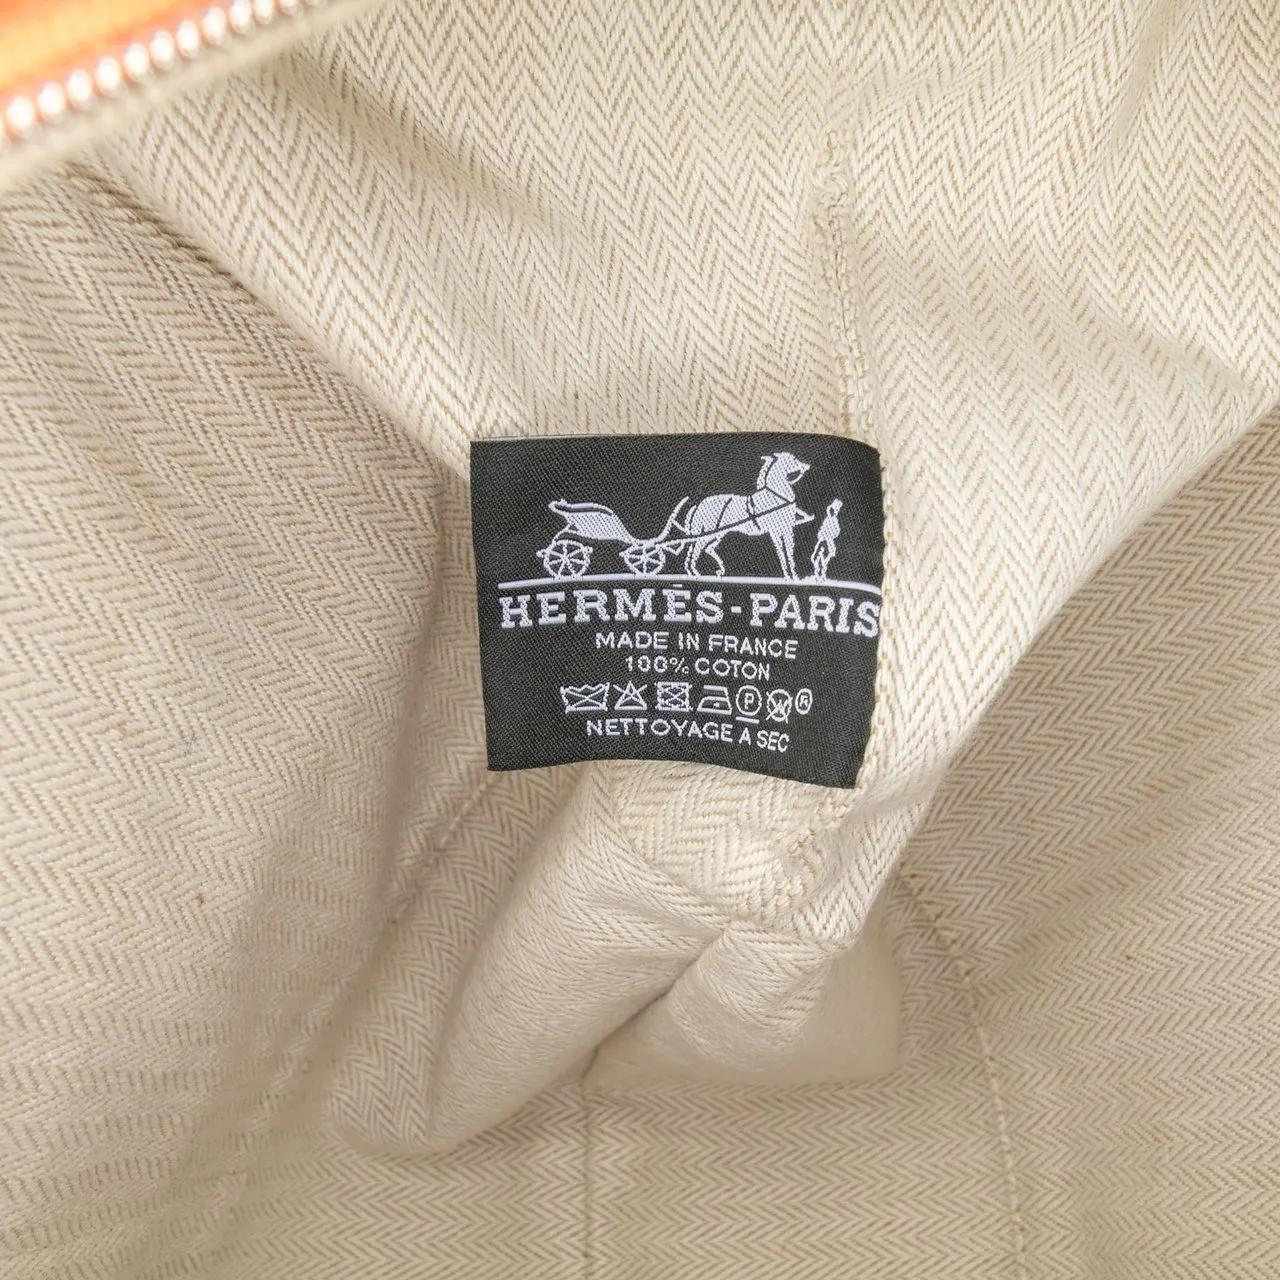 HERMÈS-PARIS
MADE IN FRANCE
100% COTON
P W R
NETTOYAGE A SEC